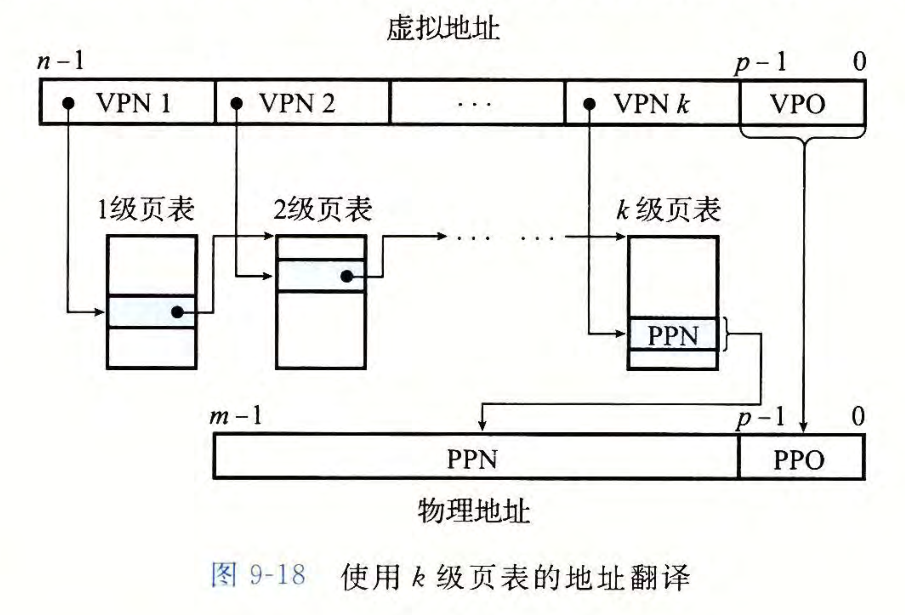 虚拟地址
n-1 p-1 0
VPN 1 VPN 2 ··· VPN k VPO
1级页表 2级页表 k 级页表
··· ···
PPN
m-1 p-1 0
PPN PPO
物理地址
图 9-18 使用 k 级页表的地址翻译